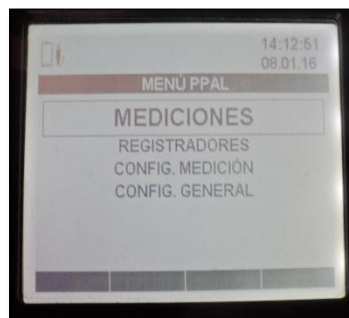 14:12:51
08.01.16
MENÚ PPAL
MEDICIONES
REGISTRADORES
CONFIG. MEDICIÓN
CONFIG. GENERAL